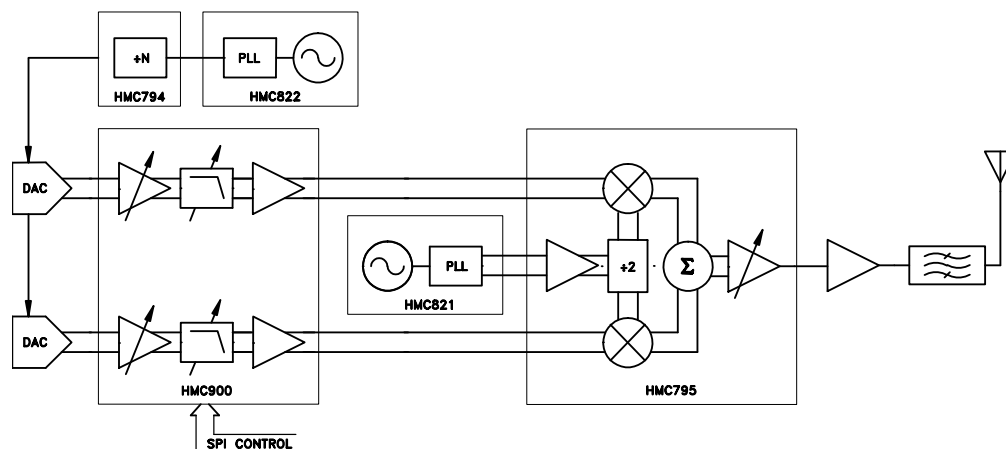 ÷N
PLL
HMC794
HMC822
DAC
PLL
÷2
Σ
HMC821
DAC
HMC900
HMC795
SPI CONTROL